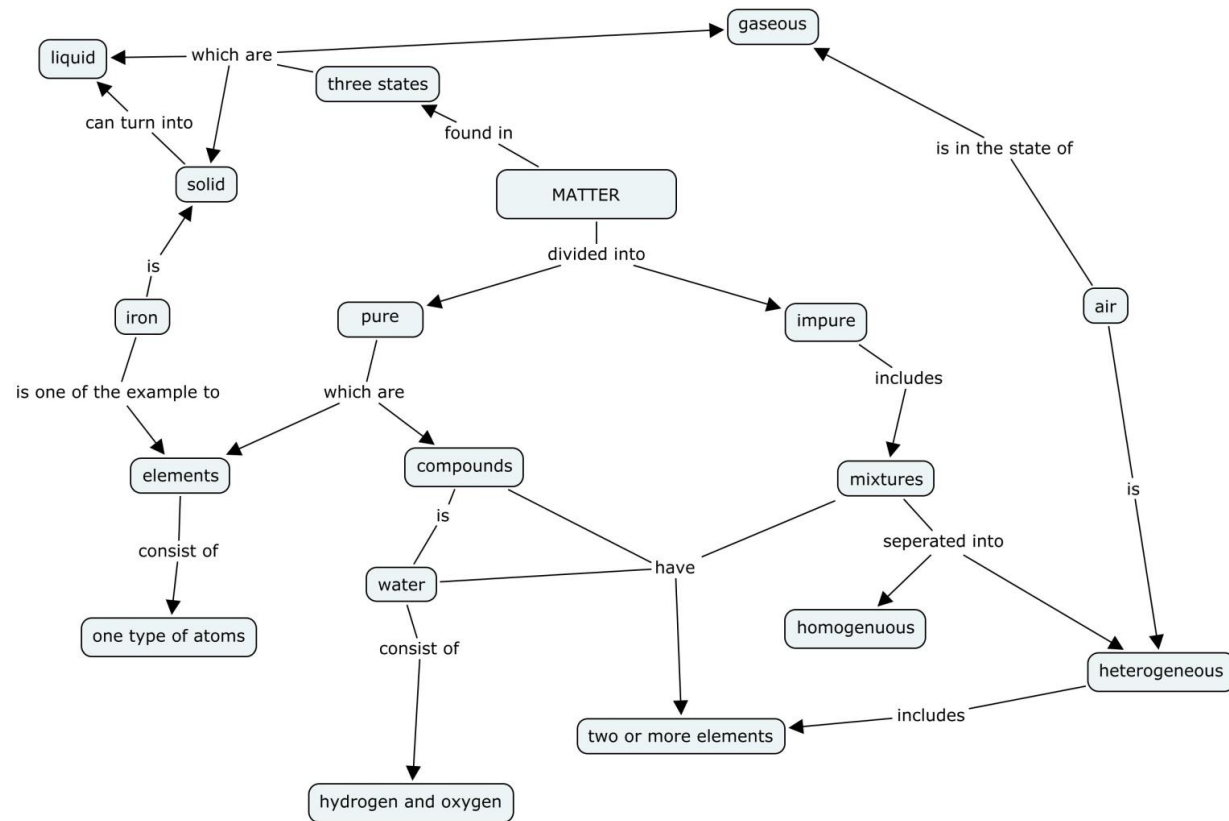 gaseous
liquid
which are
three states
can turn into
found in
is in the state of
solid
MATTER
divided into
is
iron
pure
impure
air
includes
is one of the example to
which are
elements
compounds
mixtures
is
is
consist of
seperated into
have
water
one type of atoms
homogenuous
consist of
heterogeneous
includes
two or more elements
hydrogen and oxygen